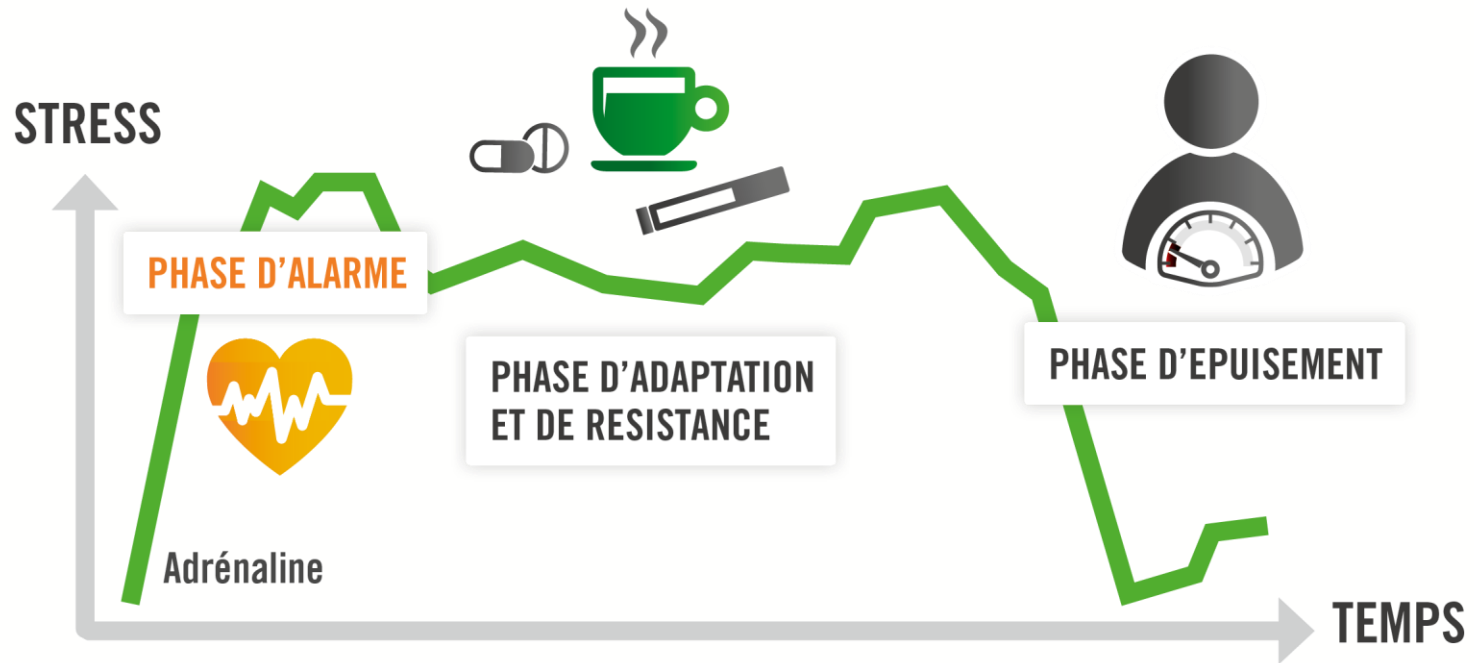 STRESS
PHASE D'ALARME
PHASE D'ADAPTATION
ET DE RESISTANCE
PHASE D'EPUISEMENT
Adrénaline
TEMPS